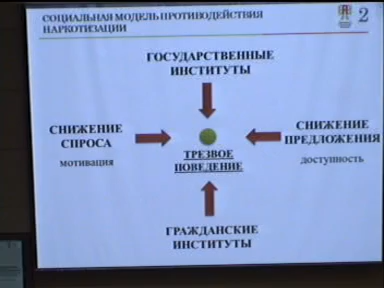 СОЦИАЛЬНАЯ МОДЕЛЬ ПРОТИВОДЕЙСТВИЯ
НАРКОТИЗАЦИИ
2
ГОСУДАРСТВЕННЫЕ
ИНСТИТУТЫ
СНИЖЕНИЕ
СПРОСА
мотивация
ТРЕЗВОЕ
ПОВЕДЕНИЕ
СНИЖЕНИЕ
ПРЕДЛОЖЕНИЯ
доступность
ГРАЖДАНСКИЕ
ИНСТИТУТЫ